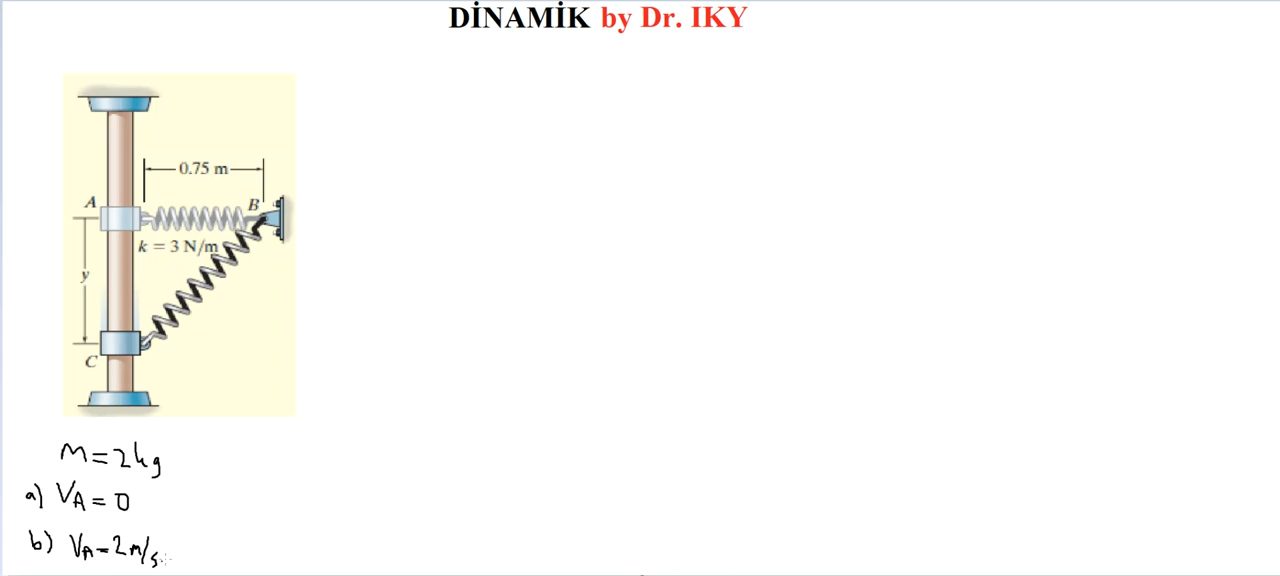 DİNAMİK by Dr. IKY
0.75 m
A
B
k = 3 N/m
y
C
m=2kg
a) VA = 0
b) VA=2m/s